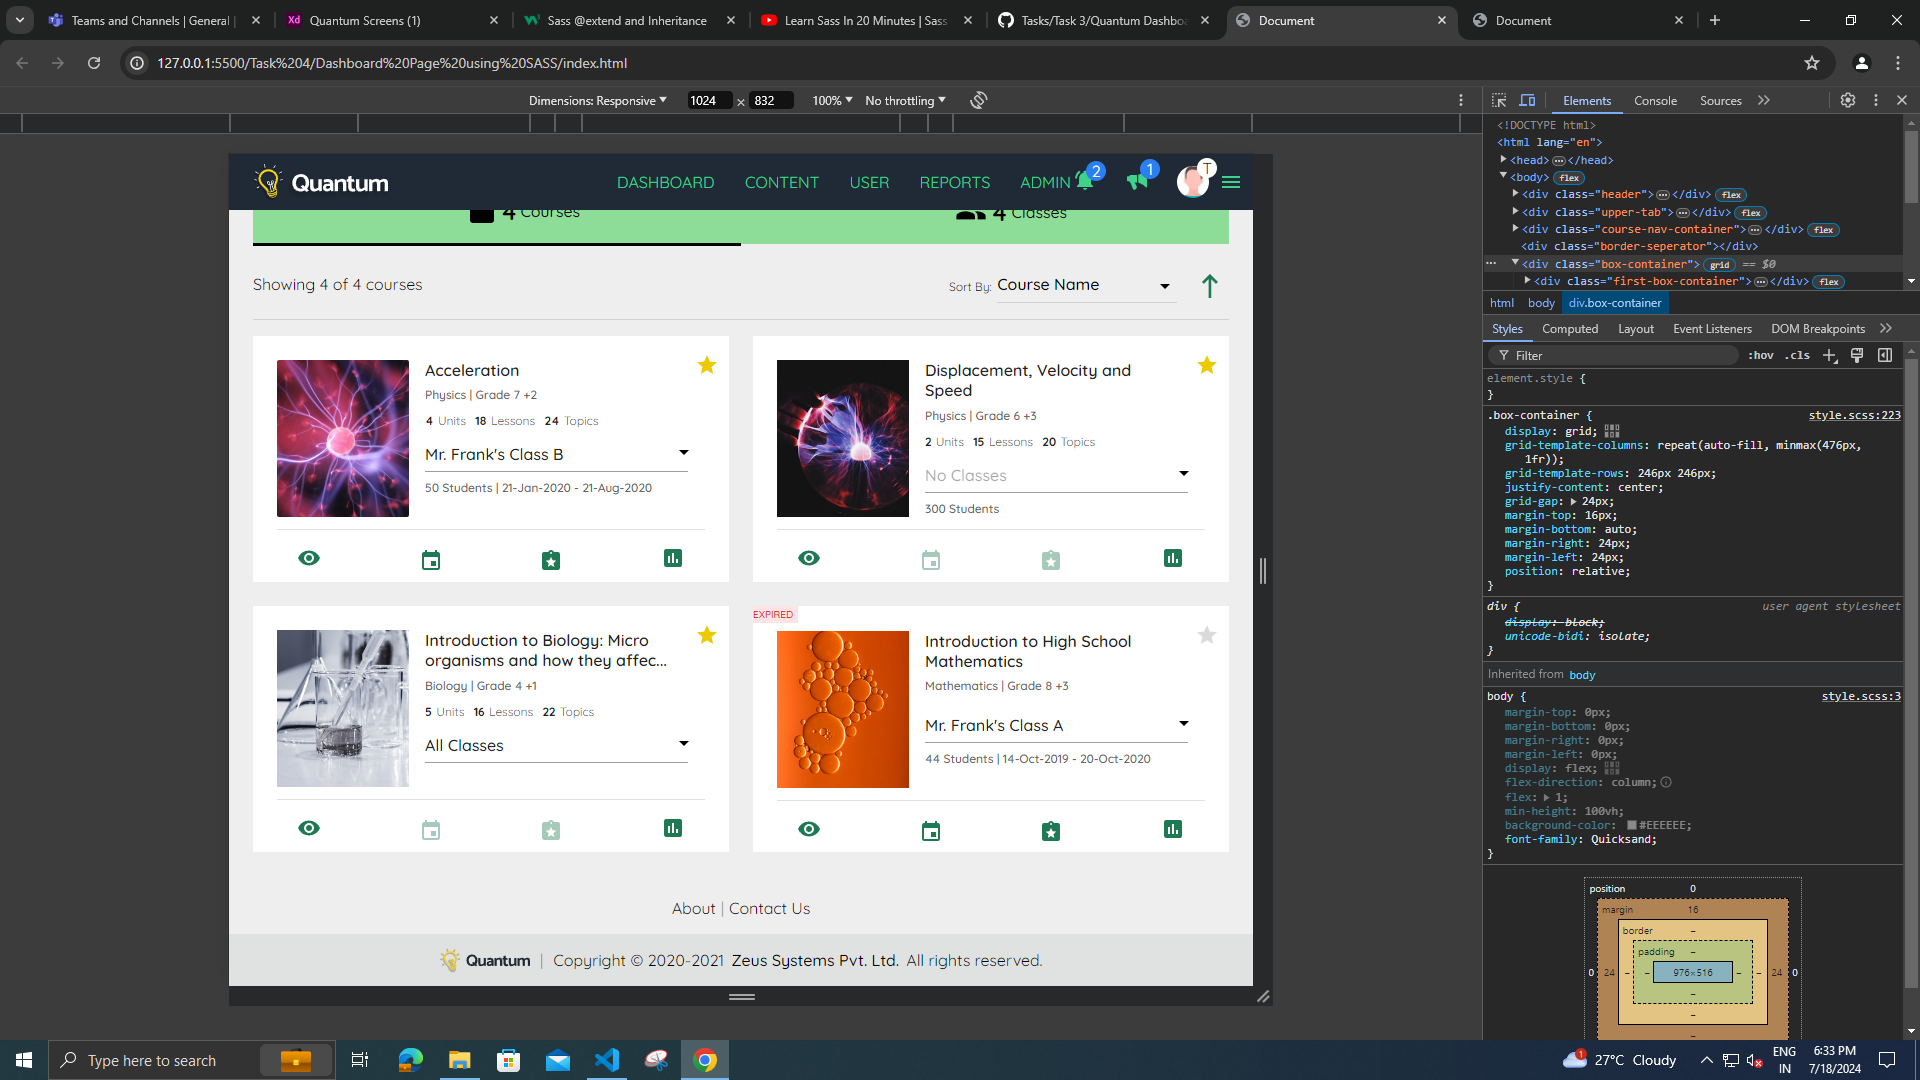 Teams and Channels | General |
Quantum Screens (1)
Sass @extend and Inheritance
Learn Sass In 20 Minutes | Sass
Tasks/Task 3/Quantum Dashbo
Document
Document
127.0.0.1:5500/Task%204/Dashboard%20Page%20using%20SASS/index.html
Dimensions: Responsive 1024 × 832 100% No throttling
Quantum
DASHBOARD CONTENT USER REPORTS ADMIN 2 1 T
4 Courses 4 Classes
Showing 4 of 4 courses
Sort By: Course Name
Acceleration
Physics | Grade 7 +2
4 Units 18 Lessons 24 Topics
Mr. Frank's Class B
50 Students | 21-Jan-2020 - 21-Aug-2020
Displacement, Velocity and
Speed
Physics | Grade 6 +3
2 Units 15 Lessons 20 Topics
No Classes
300 Students
Introduction to Biology: Micro
organisms and how they affec...
Biology | Grade 4 +1
5 Units 16 Lessons 22 Topics
All Classes
EXPIRED
Introduction to High School
Mathematics
Mathematics | Grade 8 +3
Mr. Frank's Class A
44 Students | 14-Oct-2019 - 20-Oct-2020
About | Contact Us
Quantum | Copyright © 2020-2021 Zeus Systems Pvt. Ltd. All rights reserved.
Elements Console Sources
<!DOCTYPE html>
<html lang="en">
<head>…</head>
<body> flex
<div class="header">…</div> flex
<div class="upper-tab">…</div> flex
<div class="course-nav-container">…</div> flex
<div class="border-seperator"></div>
… <div class="box-container"> grid == $0
<div class="first-box-container">…</div> flex
html body div.box-container
Styles Computed Layout Event Listeners DOM Breakpoints
Filter :hov .cls
element.style {
}
.box-container { style.scss:223
display: grid;
grid-template-columns: repeat(auto-fill, minmax(476px,
1fr));
grid-template-rows: 246px 246px;
justify-content: center;
grid-gap: 24px;
margin-top: 16px;
margin-bottom: auto;
margin-right: 24px;
margin-left: 24px;
position: relative;
}
div { user agent stylesheet
display: block;
unicode-bidi: isolate;
}
Inherited from body
body { style.scss:3
margin-top: 0px;
margin-bottom: 0px;
margin-right: 0px;
margin-left: 0px;
display: flex;
flex-direction: column;
flex: 1;
min-height: 100vh;
background-color: #EEEEEE;
font-family: Quicksand;
}
position 0
margin 16
border -
padding -
0 24 - - 976×516 - - 24 0
-
-
-
Type here to search
1 27°C Cloudy
ENG
IN
6:33 PM
7/18/2024